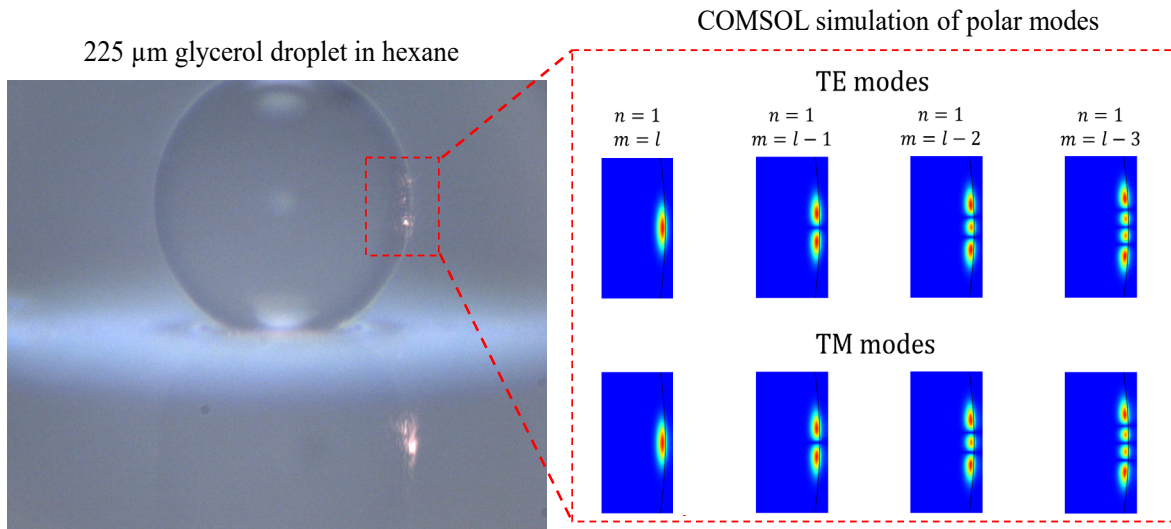 225 µm glycerol droplet in hexane
COMSOL simulation of polar modes
TE modes
n = 1 n = 1 n = 1 n = 1
m = l m = l − 1 m = l − 2 m = l − 3
TM modes